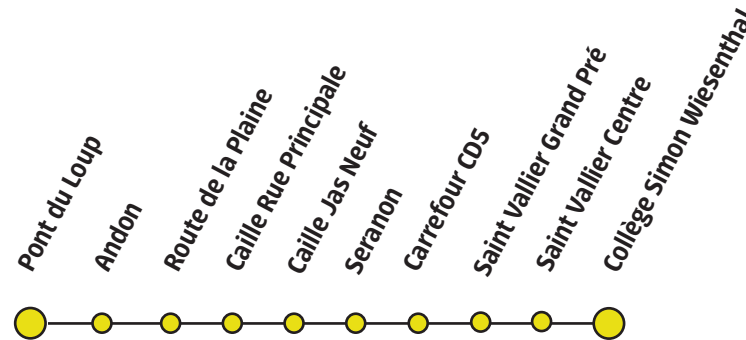 Pont du Loup
Andon
Route de la Plaine
Caille Rue Principale
Caille Jas Neuf
Seranon
Carrefour CD5
Saint Vallier Grand Pré
Saint Vallier Centre
Collège Simon Wiesenthal